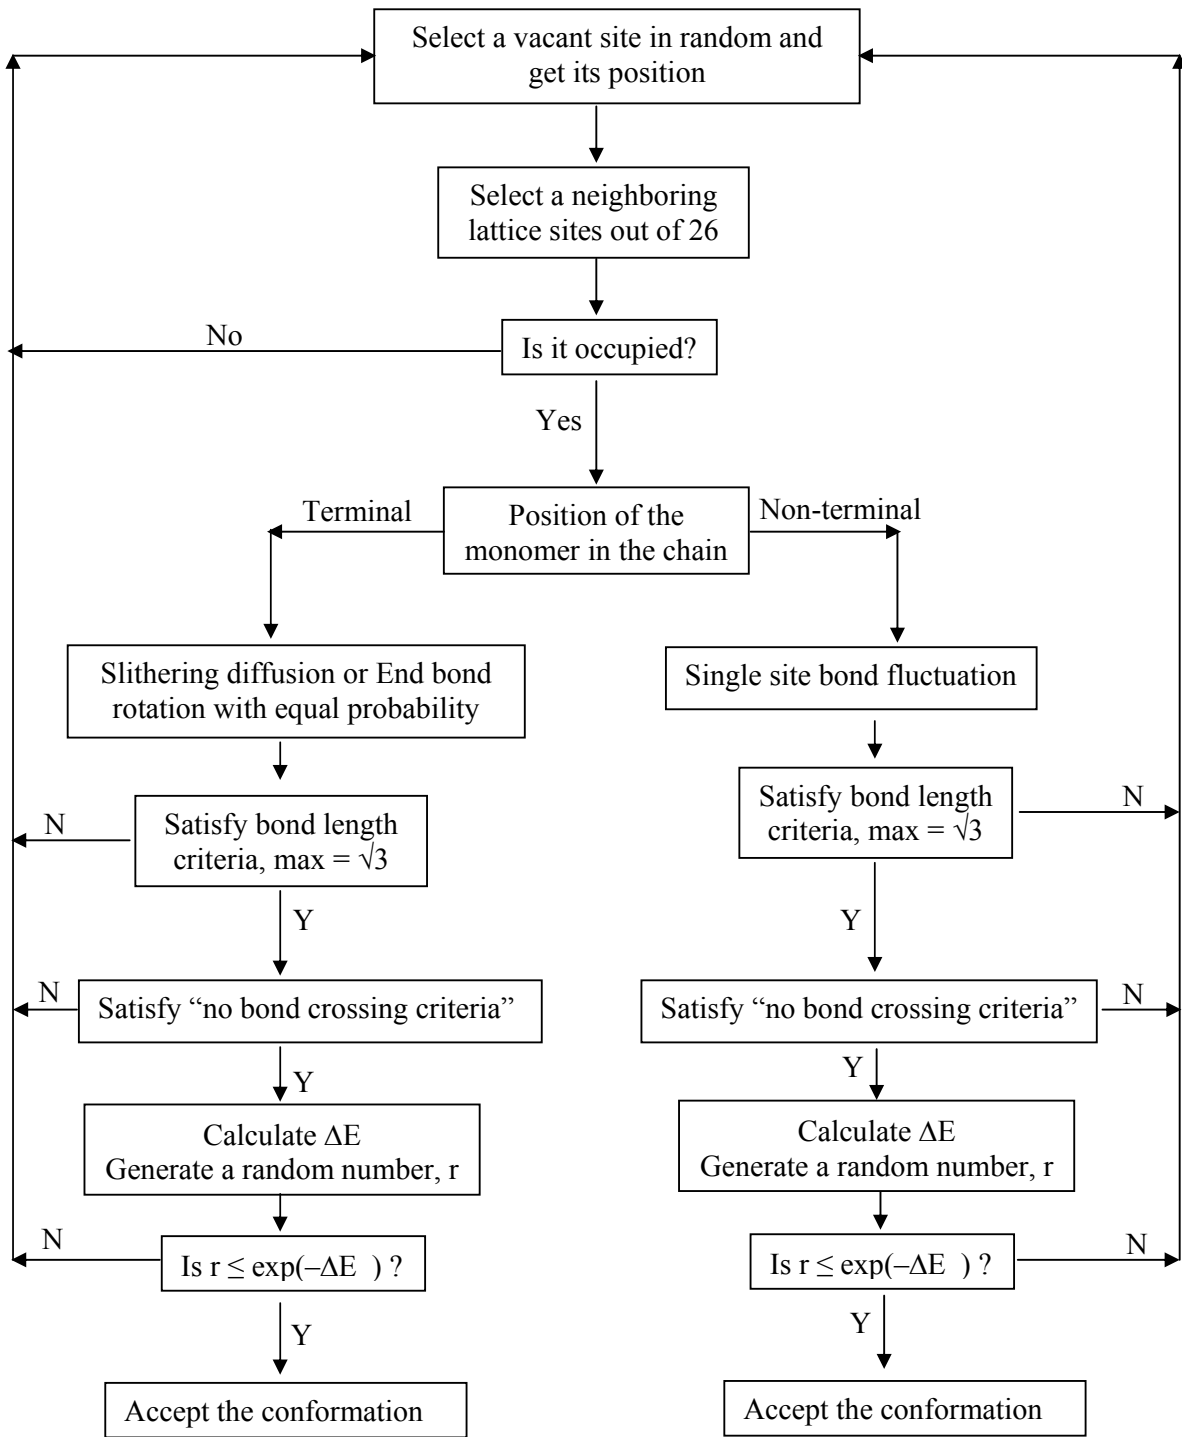 Select a vacant site in random and
get its position
Select a neighboring
lattice sites out of 26
No
Is it occupied?
Yes
Terminal
Position of the
monomer in the chain
Non-terminal
Slithering diffusion or End bond
rotation with equal probability
Single site bond fluctuation
N
Satisfy bond length
criteria, max = √3
Satisfy bond length
criteria, max = √3
N
Y
Y
N
Satisfy “no bond crossing criteria”
Satisfy “no bond crossing criteria”
N
Y
Y
Calculate ΔE
Generate a random number, r
Calculate ΔE
Generate a random number, r
N
Is r ≤ exp(−ΔE ) ?
Is r ≤ exp(−ΔE ) ?
N
Y
Y
Accept the conformation
Accept the conformation